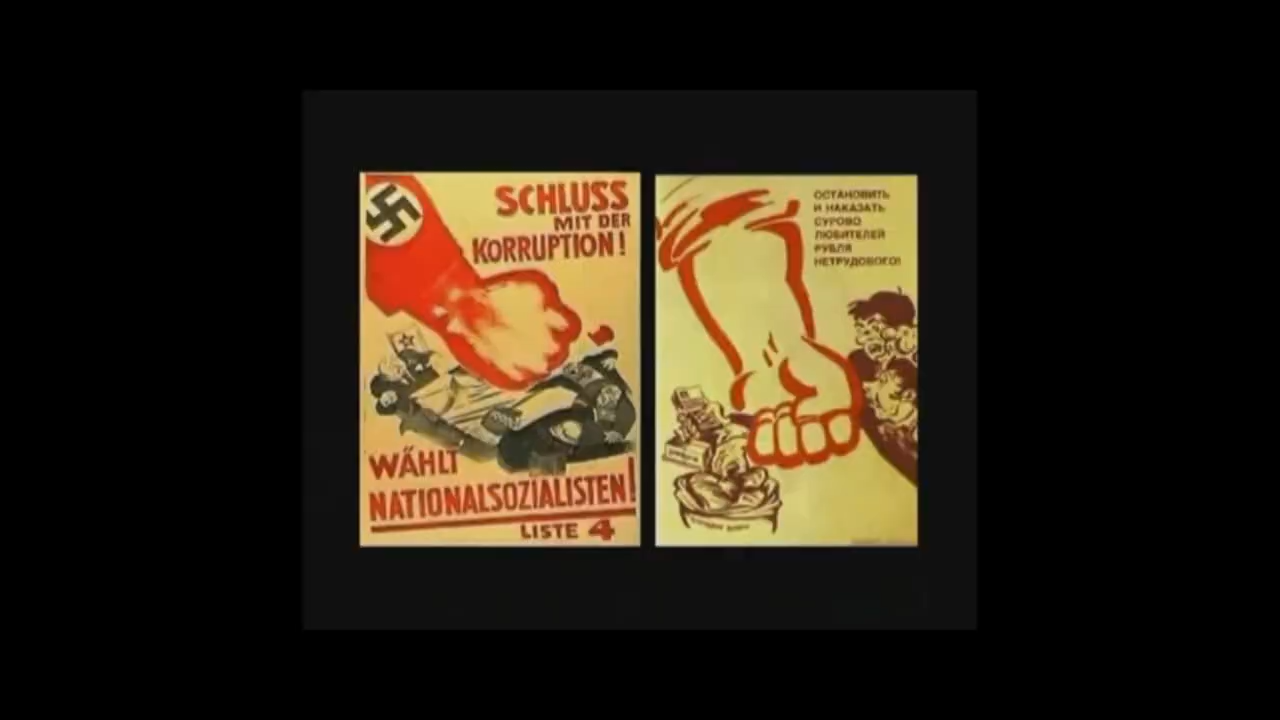 SCHLUSS
MIT DER
KORRUPTION!
WÄHLT
NATIONALSOZIALISTEN!
LISTE 4
ОСТАНОВИТЬ
И НАКАЗАТЬ
СУРОВО
ЛЮБИТЕЛЕЙ
РУБЛЯ
НЕТРУДОВОГО!